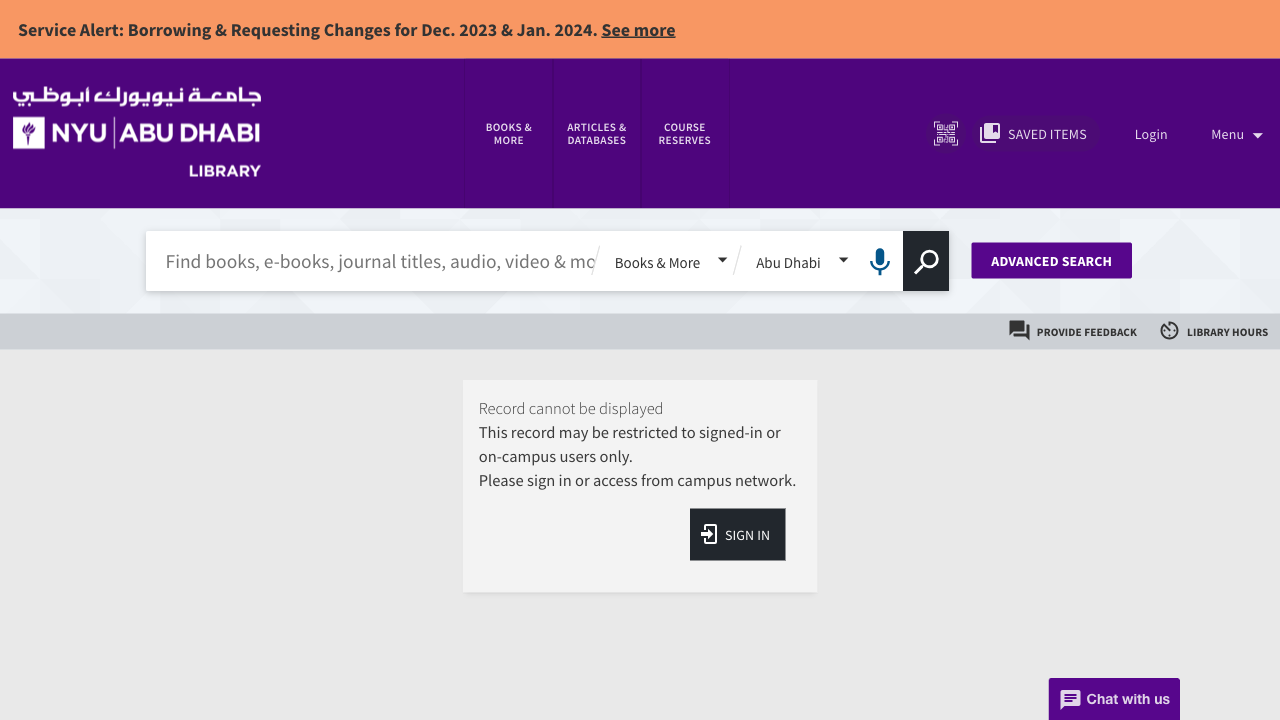 Service Alert: Borrowing & Requesting Changes for Dec. 2023 & Jan. 2024. See more
جامعة نيويورك أبوظبي
NYU ABU DHABI
LIBRARY
BOOKS &
MORE
ARTICLES &
DATABASES
COURSE
RESERVES
SAVED ITEMS
Login
Menu
Find books, e-books, journal titles, audio, video & mo
Books & More
Abu Dhabi
ADVANCED SEARCH
PROVIDE FEEDBACK
LIBRARY HOURS
Record cannot be displayed
This record may be restricted to signed-in or
on-campus users only.
Please sign in or access from campus network.
SIGN IN
Chat with us